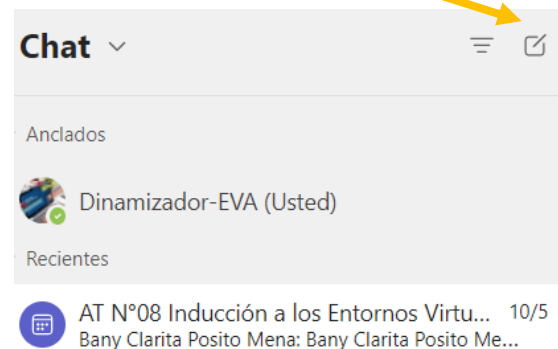 Chat
Anclados
Dinamizador-EVA (Usted)
Recientes
AT N°08 Inducción a los Entornos Virtu... 10/5
Bany Clarita Posito Mena: Bany Clarita Posito Me...